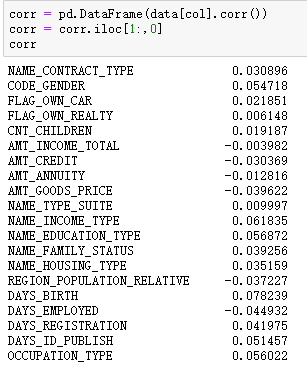 corr = pd.DataFrame(data[col].corr())
corr = corr.iloc[1:,0]
corr
NAME_CONTRACT_TYPE 0.030896
CODE_GENDER 0.054718
FLAG_OWN_CAR 0.021851
FLAG_OWN_REALTY 0.006148
CNT_CHILDREN 0.019187
AMT_INCOME_TOTAL -0.003982
AMT_CREDIT -0.030369
AMT_ANNUITY -0.012816
AMT_GOODS_PRICE -0.039622
NAME_TYPE_SUITE 0.009997
NAME_INCOME_TYPE 0.061835
NAME_EDUCATION_TYPE 0.056872
NAME_FAMILY_STATUS 0.039256
NAME_HOUSING_TYPE 0.035159
REGION_POPULATION_RELATIVE -0.037227
DAYS_BIRTH 0.078239
DAYS_EMPLOYED -0.044932
DAYS_REGISTRATION 0.041975
DAYS_ID_PUBLISH 0.051457
OCCUPATION_TYPE 0.056022